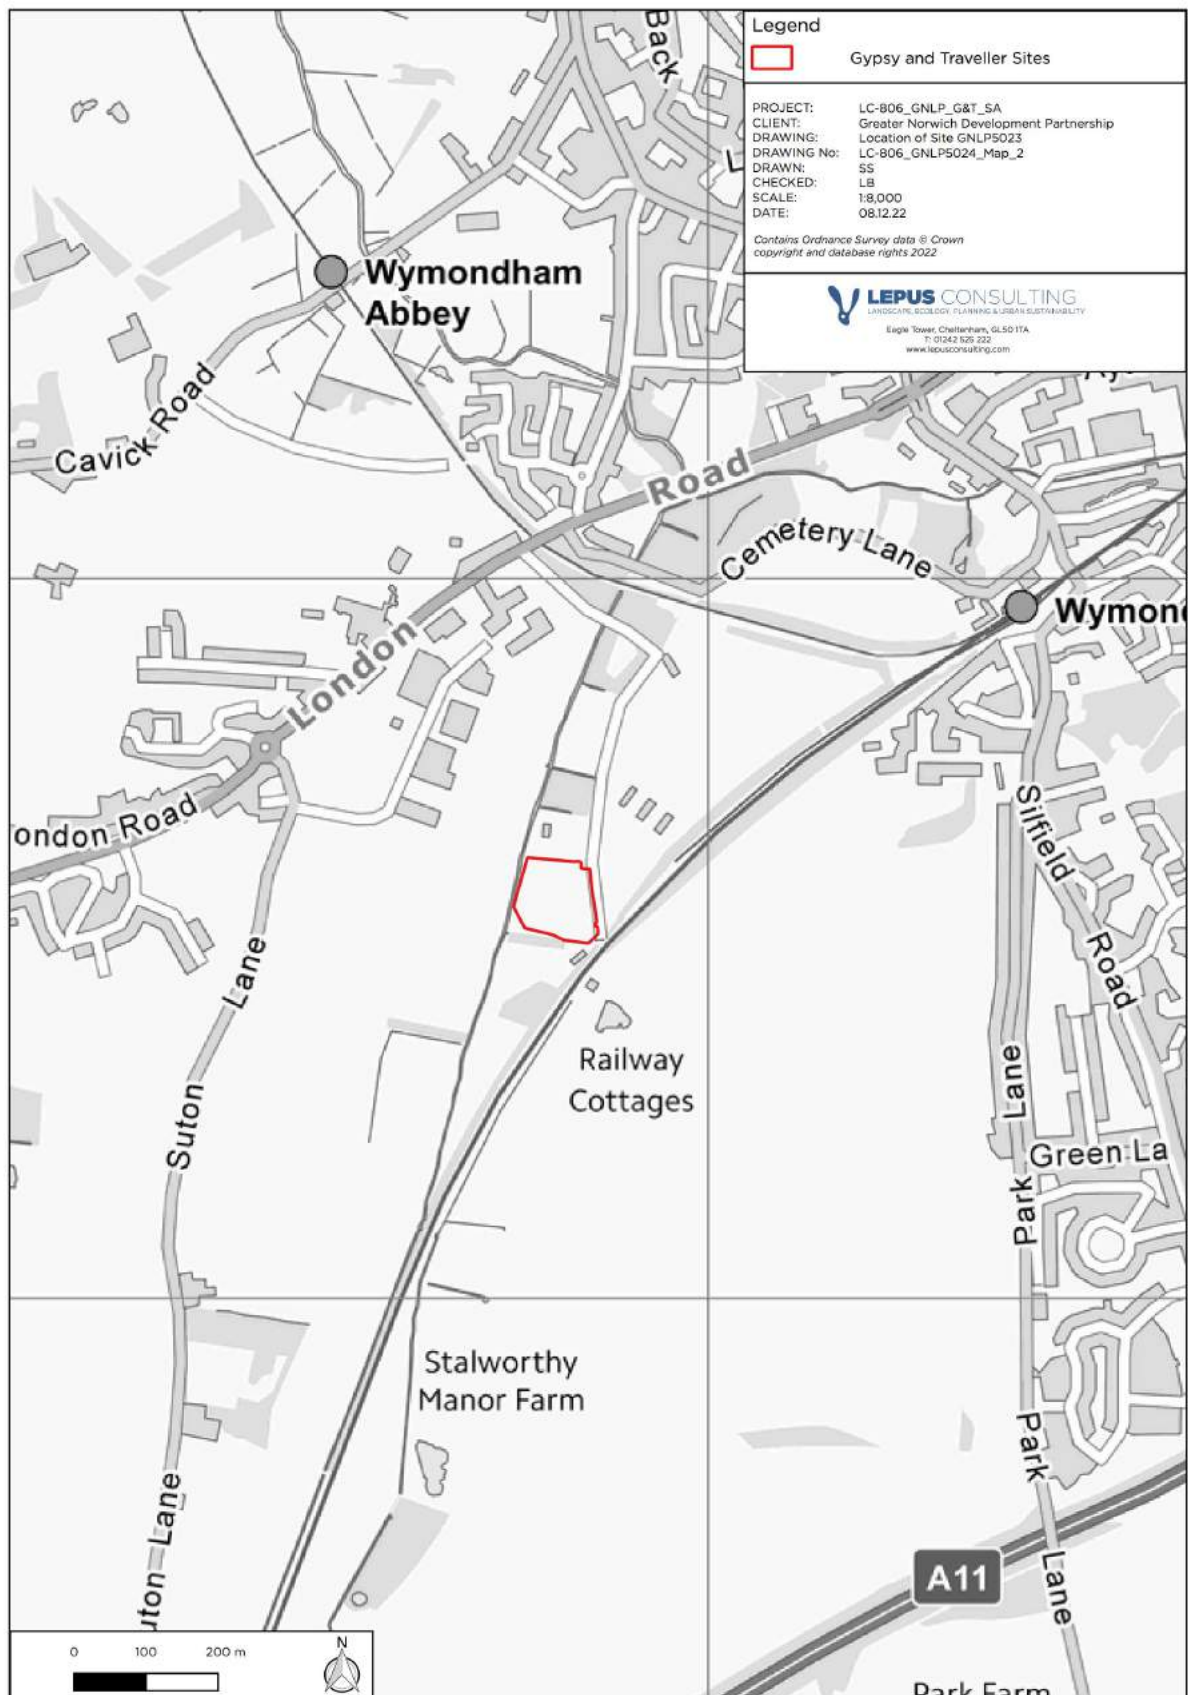 Legend
Gypsy and Traveller Sites
PROJECT: LC-806_GNLP_G&T_SA
CLIENT: Greater Norwich Development Partnership
DRAWING: Location of Site GNLP5023
DRAWING No: LC-806_GNLP5024_Map_2
DRAWN: SS
CHECKED: LB
SCALE: 1:8,000
DATE: 08.12.22
Contains Ordnance Survey data © Crown
copyright and database rights 2022
LEPUS CONSULTING
LANDSCAPE, ECOLOGY, PLANNING & URBAN SUSTAINABILITY
Eagle Tower, Cheltenham, GL50 1TA
T: 01242 525 222
www.lepusconsulting.com
Back
Wymondham
Abbey
Cavick Road
Road
Cemetery Lane
Wymon
London
ondon Road
Silfield
Road
Lane
Suton
Railway
Cottages
Park Lane
Green La
Stalworthy
Manor Farm
Park
Lane
uton Lane
A11
Park Farm
0 100 200 m
N